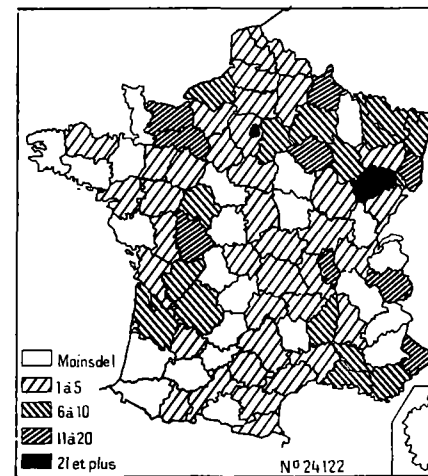 Moins de 1
1 à 5
6 à 10
11 à 20
21 et plus
Nº 24122